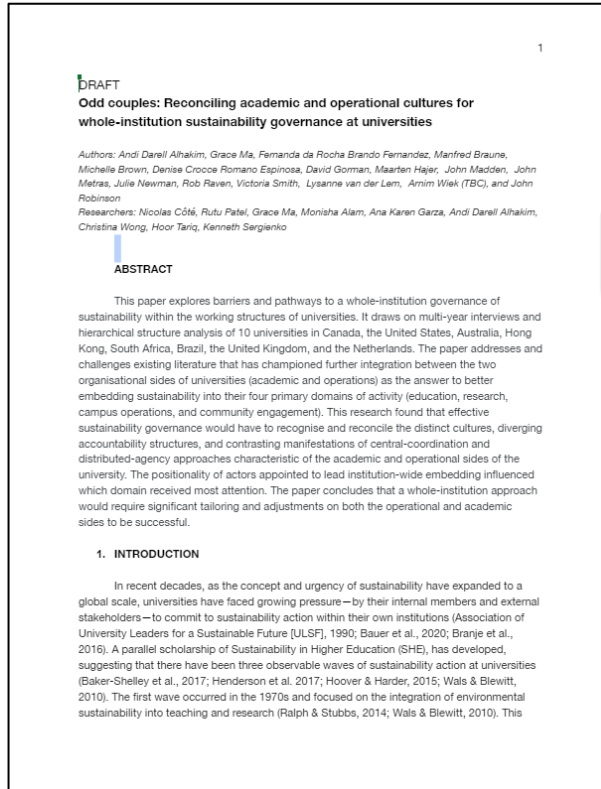 1
DRAFT
Odd couples: Reconciling academic and operational cultures for
whole-institution sustainability governance at universities
Authors: Andi Darell Alhakim, Grace Ma, Fernanda da Rocha Brando Fernandez, Manfred Braune,
Michelle Brown, Denise Crocce Romano Espinosa, David Gorman, Maarten Hajer, John Madden, John
Metras, Julie Newman, Rob Raven, Victoria Smith, Lysanne van der Lem, Arnim Wiek (TBC), and John
Robinson
Researchers: Nicolas Côté, Rutu Patel, Grace Ma, Monisha Alam, Ana Karen Garza, Andi Darell Alhakim,
Christina Wong, Hoor Tariq, Kenneth Sergienko
ABSTRACT
This paper explores barriers and pathways to a whole-institution governance of
sustainability within the working structures of universities. It draws on multi-year interviews and
hierarchical structure analysis of 10 universities in Canada, the United States, Australia, Hong
Kong, South Africa, Brazil, the United Kingdom, and the Netherlands. The paper addresses and
challenges existing literature that has championed further integration between the two
organisational sides of universities (academic and operations) as the answer to better
embedding sustainability into their four primary domains of activity (education, research,
campus operations, and community engagement). This research found that effective
sustainability governance would have to recognise and reconcile the distinct cultures, diverging
accountability structures, and contrasting manifestations of central-coordination and
distributed-agency approaches characteristic of the academic and operational sides of the
university. The positionality of actors appointed to lead institution-wide embedding influenced
which domain received most attention. The paper concludes that a whole-institution approach
would require significant tailoring and adjustments on both the operational and academic
sides to be successful.
1. INTRODUCTION
In recent decades, as the concept and urgency of sustainability have expanded to a
global scale, universities have faced growing pressure—by their internal members and external
stakeholders—to commit to sustainability action within their own institutions (Association of
University Leaders for a Sustainable Future [ULSF], 1990; Bauer et al., 2020; Branje et al.,
2016). A parallel scholarship of Sustainability in Higher Education (SHE), has developed,
suggesting that there have been three observable waves of sustainability action at universities
(Baker-Shelley et al., 2017; Henderson et al. 2017; Hoover & Harder, 2015; Wals & Blewitt,
2010). The first wave occurred in the 1970s and focused on the integration of environmental
sustainability into teaching and research (Ralph & Stubbs, 2014; Wals & Blewitt, 2010). This